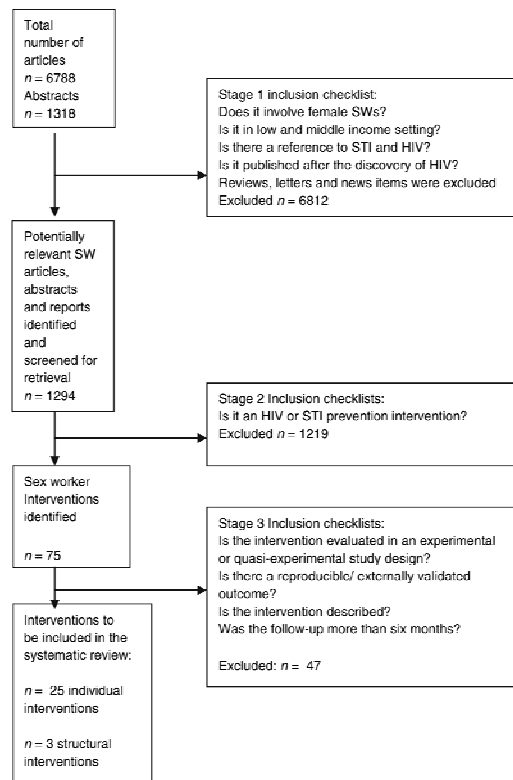 Total
number of
articles
n = 6788
Abstracts
n = 1318
Stage 1 inclusion checklist:
Does it involve female SWs?
Is it in low and middle income setting?
Is there a reference to STI and HIV?
Is it published after the discovery of HIV?
Reviews, letters and news items were excluded
Excluded n = 6812
Potentially
relevant SW
articles,
abstracts
and reports
identified
and
screened for
retrieval
n = 1294
Stage 2 Inclusion checklists:
Is it an HIV or STI prevention intervention?
Excluded n = 1219
Sex worker
Interventions
identified
n = 75
Stage 3 Inclusion checklists:
Is the intervention evaluated in an experimental
or quasi-experimental study design?
Is there a reproducible/ externally validated
outcome?
Is the intervention described?
Was the follow-up more than six months?
Excluded: n = 47
Interventions to
be included in the
systematic review:
n = 25 individual
interventions
n = 3 structural
interventions